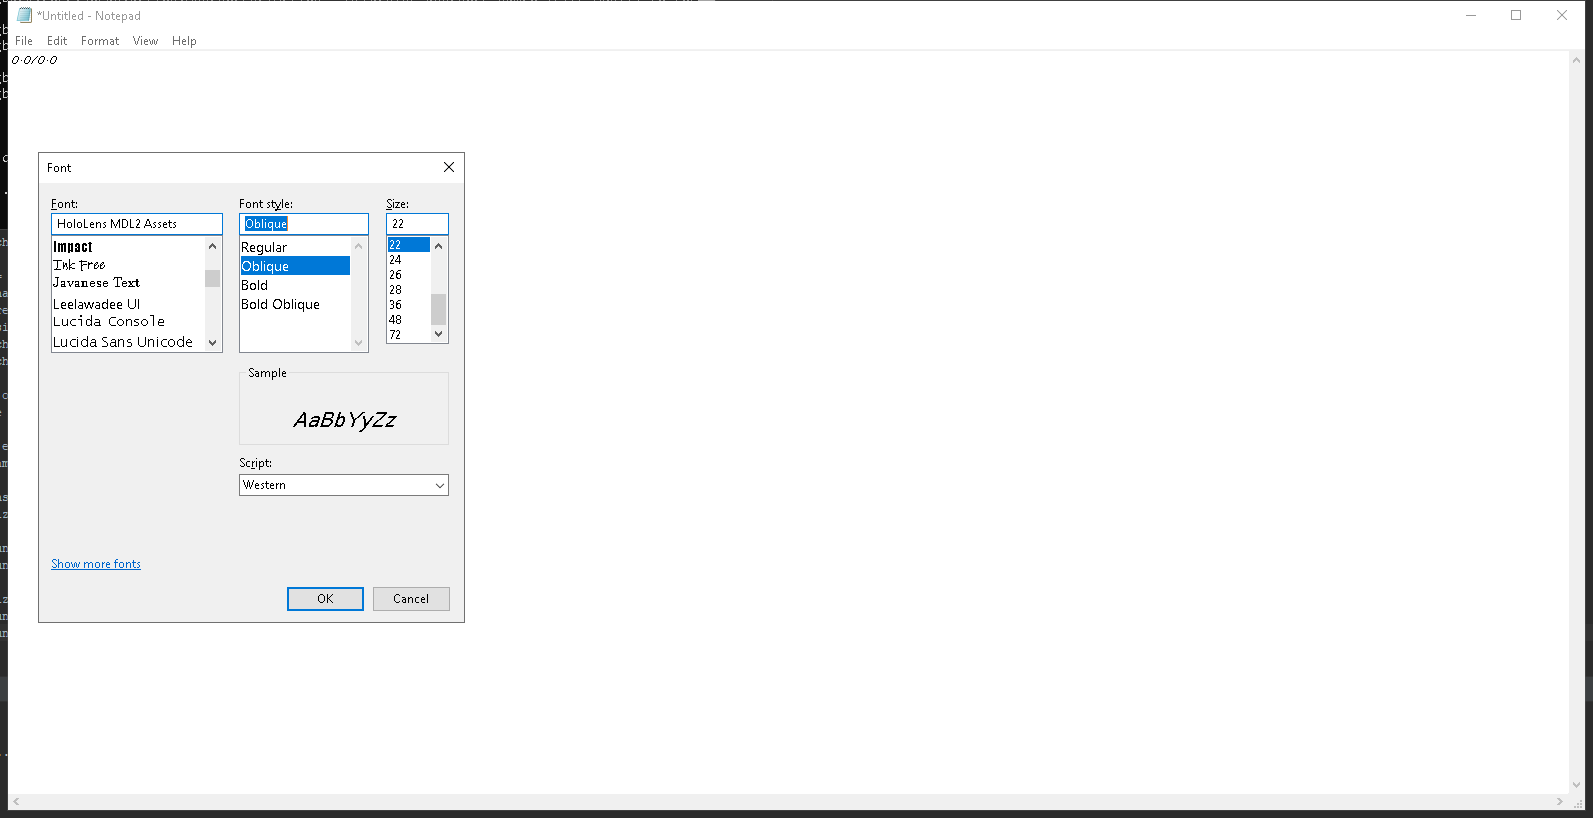 *Untitled - Notepad
File Edit Format View Help
0-0/0-0
Font
Font: Font style: Size:
HoloLens MDL2 Assets Oblique 22
Impact Regular 22
Ink Free Oblique 24
Javanese Text Bold 26
Leelawadee UI Bold Oblique 28
Lucida Console 36
Lucida Sans Unicode 48
72
Sample
AaBbYyZz
Script:
Western
Show more fonts
OK Cancel